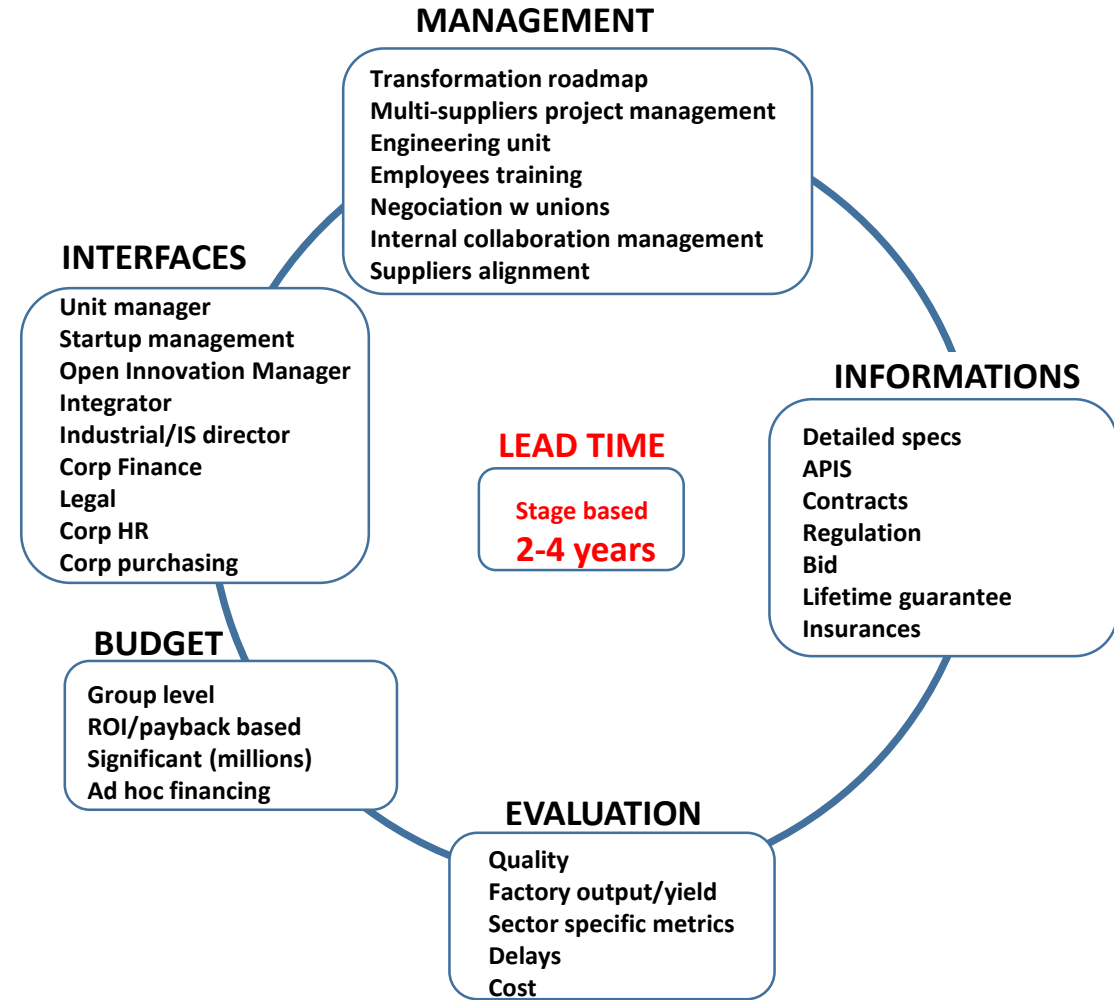 MANAGEMENT
Transformation roadmap
Multi-suppliers project management
Engineering unit
Employees training
Negociation w unions
Internal collaboration management
Suppliers alignment
INTERFACES
Unit manager
Startup management
Open Innovation Manager
Integrator
Industrial/IS director
Corp Finance
Legal
Corp HR
Corp purchasing
LEAD TIME
Stage based
2-4 years
INFORMATIONS
Detailed specs
APIS
Contracts
Regulation
Bid
Lifetime guarantee
Insurances
BUDGET
Group level
ROI/payback based
Significant (millions)
Ad hoc financing
EVALUATION
Quality
Factory output/yield
Sector specific metrics
Delays
Cost